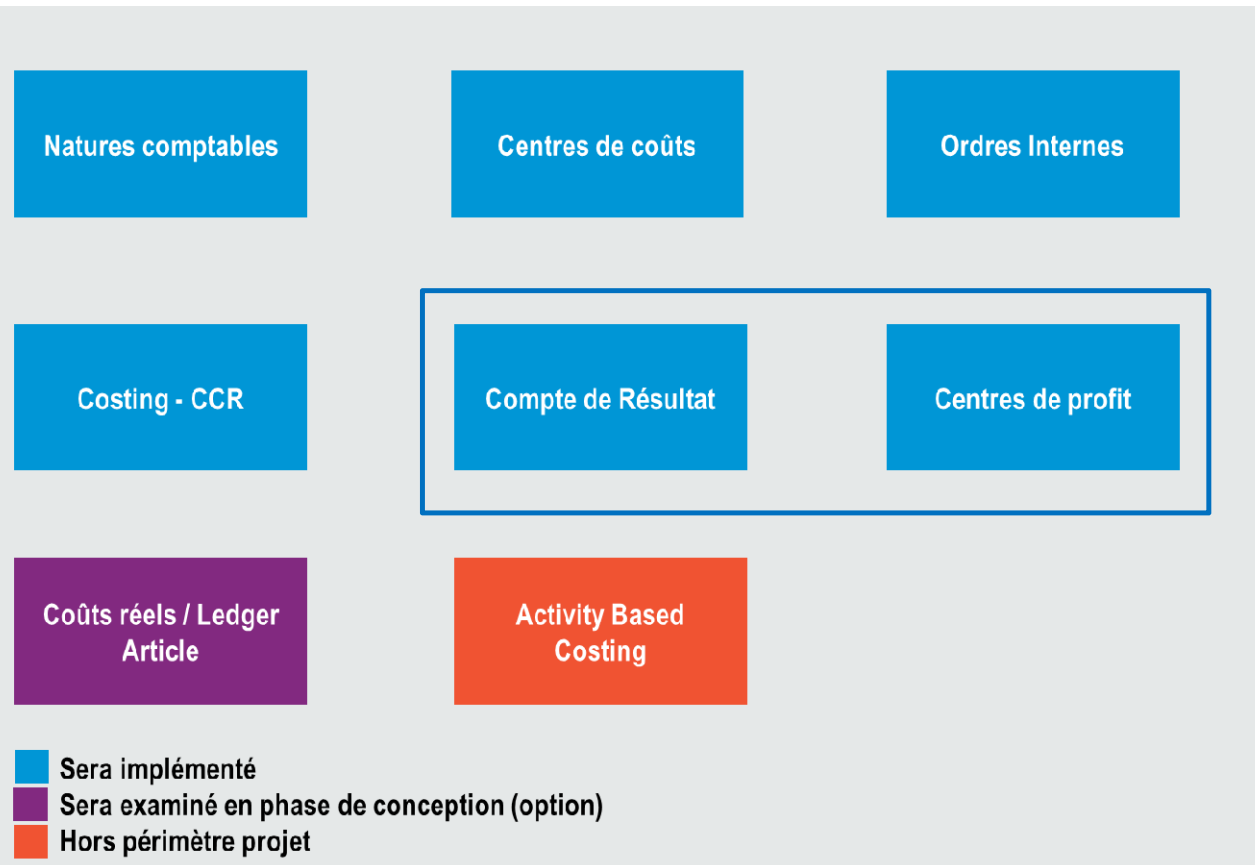 Natures comptables
Centres de coûts
Ordres Internes
Costing - CCR
Compte de Résultat
Centres de profit
Coûts réels / Ledger
Article
Activity Based
Costing
Sera implémenté
Sera examiné en phase de conception (option)
Hors périmètre projet